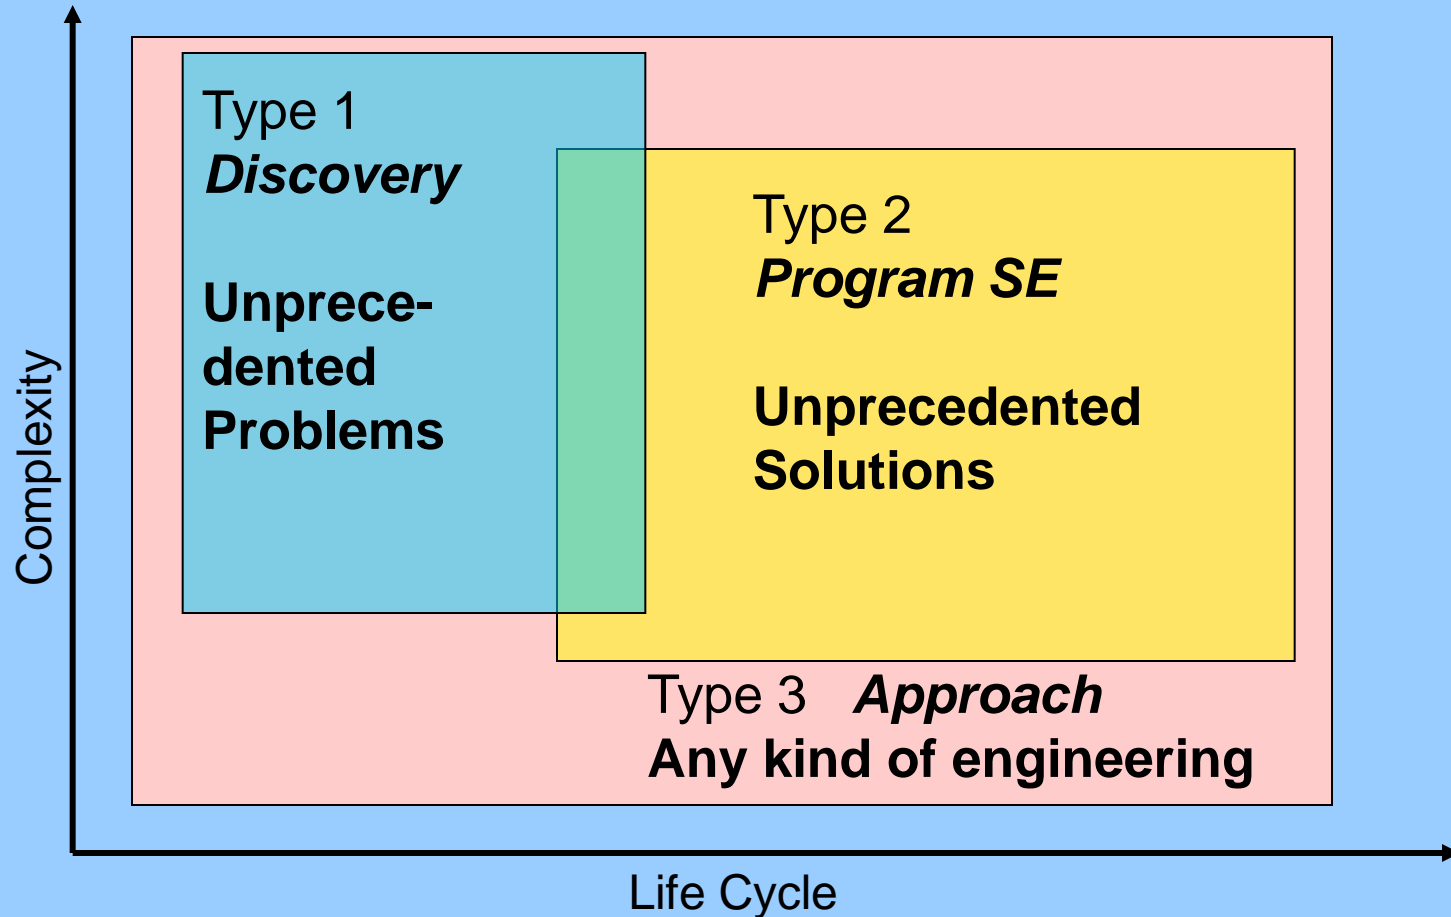 Type 1
Discovery
Unprece-
dented
Problems
Type 2
Program SE
Unprecedented
Solutions
Type 3 Approach
Any kind of engineering
Complexity
Life Cycle